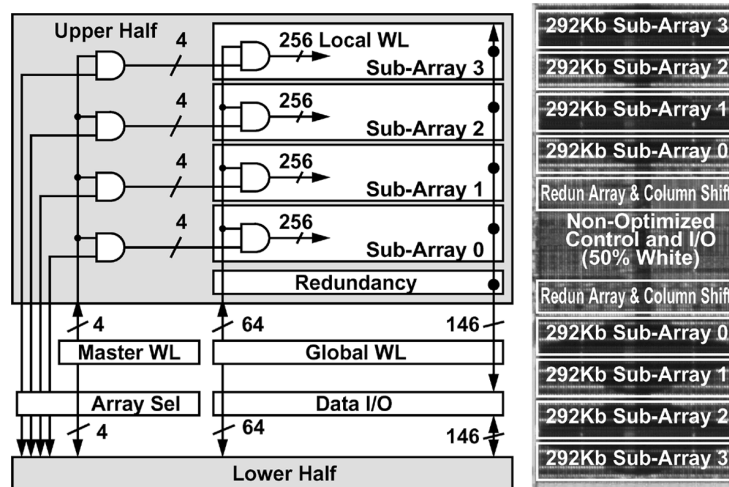 Upper Half
4
256 Local WL
Sub-Array 3
4
256
Sub-Array 2
4
256
Sub-Array 1
4
256
Sub-Array 0
Redundancy
4
64
146
Master WL
Global WL
Array Sel
Data I/O
4
64
146
Lower Half
292Kb Sub-Array 3
292Kb Sub-Array 2
292Kb Sub-Array 1
292Kb Sub-Array 0
Redun Array & Column Shift
Non-Optimized
Control and I/O
(50% White)
Redun Array & Column Shift
292Kb Sub-Array 0
292Kb Sub-Array 1
292Kb Sub-Array 2
292Kb Sub-Array 3